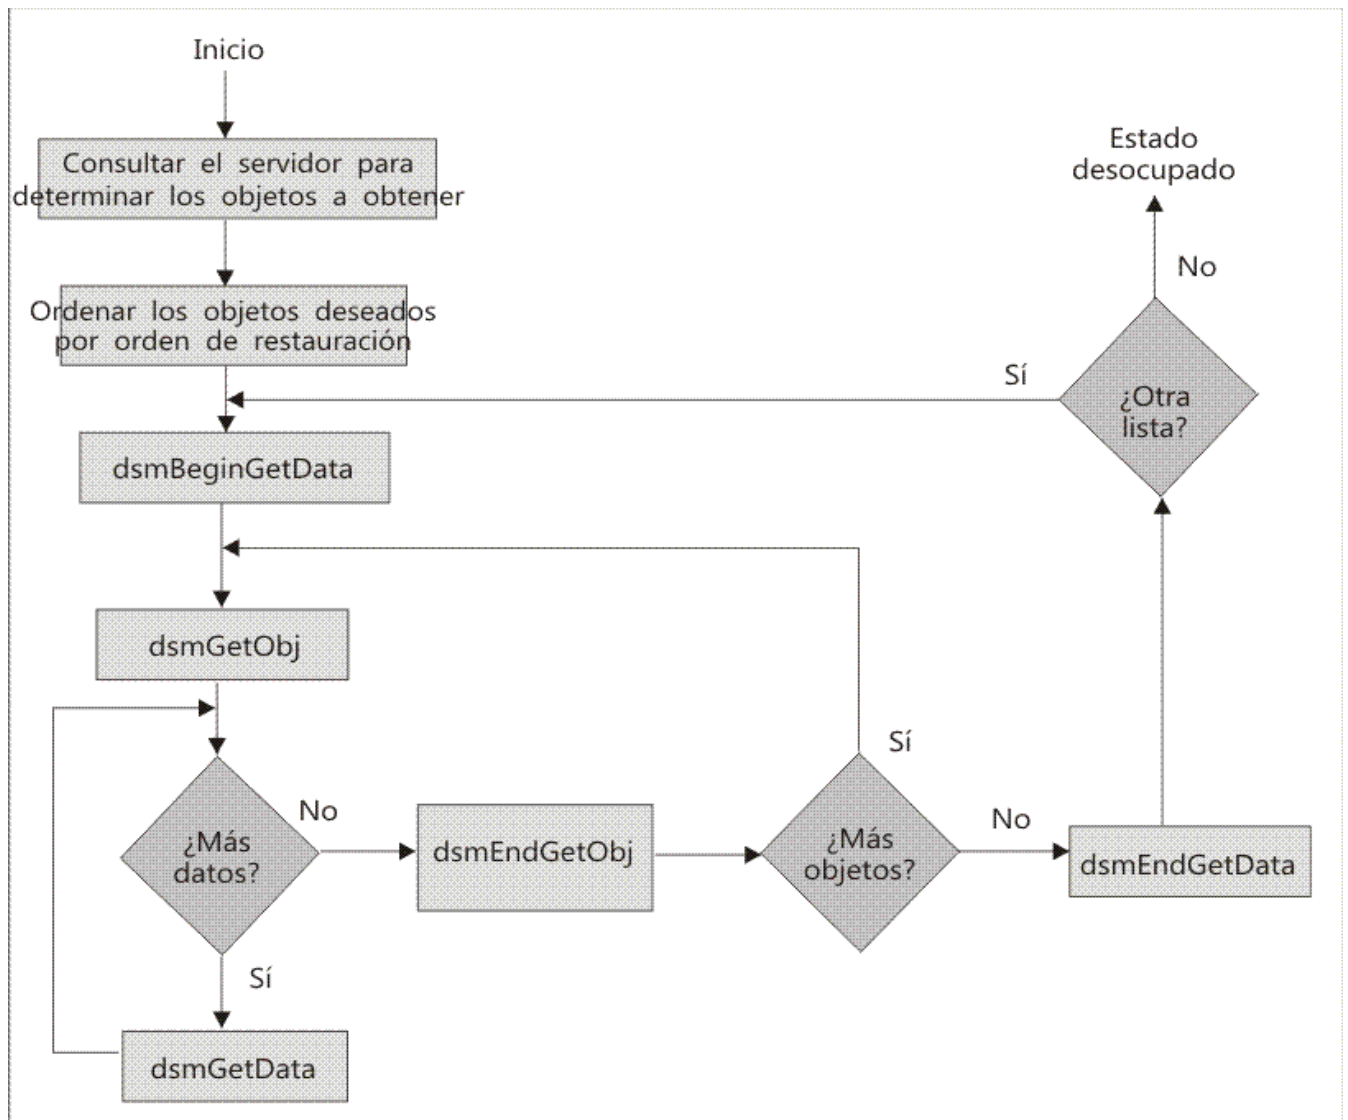 Inicio
Consultar el servidor para
determinar los objetos a obtener
Ordenar los objetos deseados
por orden de restauración
dsmBeginGetData
dsmGetObj
¿Más
datos?
No
Sí
dsmGetData
dsmEndGetObj
¿Más
objetos?
Sí
No
dsmEndGetData
¿Otra
lista?
Sí
No
Estado
desocupado